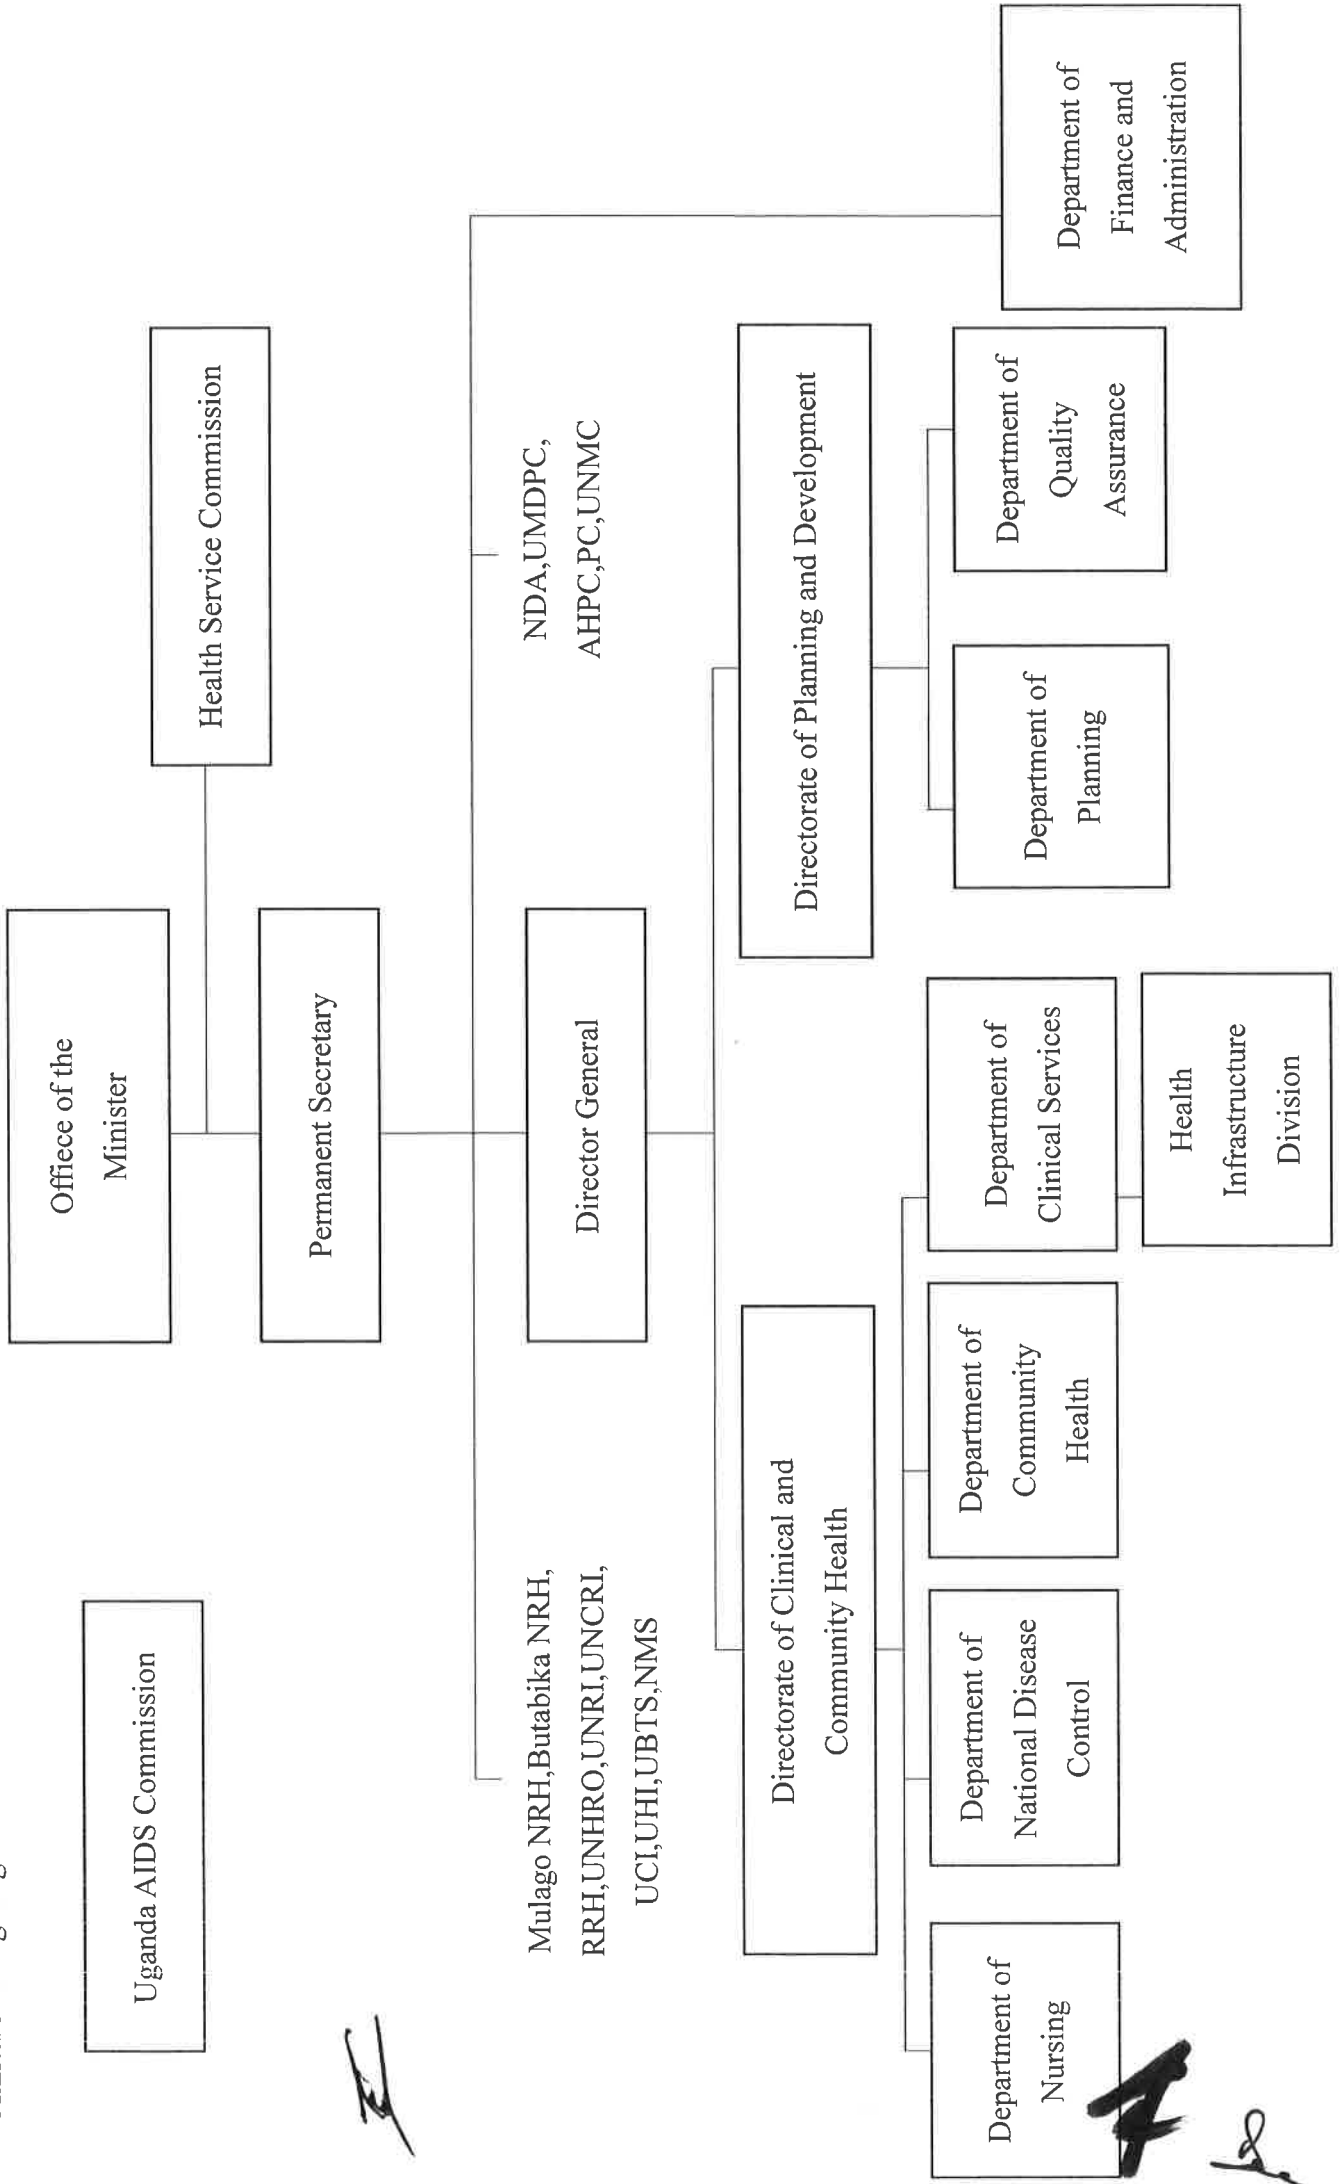 Offiece of the
Minister
Uganda AIDS Commission
Health Service Commission
Permanent Secretary
Mulago NRH,Butabika NRH,
RRH,UNHRO,UNRI,UNCRI,
UCI,UHI,UBTS,NMS
Director General
NDA,UMDPC,
AHPC,PC,UNMC
Directorate of Clinical and
Community Health
Directorate of Planning and Development
Department of
Nursing
Department of
National Disease
Control
Department of
Community
Health
Department of
Clinical Services
Health
Infrastructure
Division
Department of
Planning
Department of
Quality
Assurance
Department of
Finance and
Administration